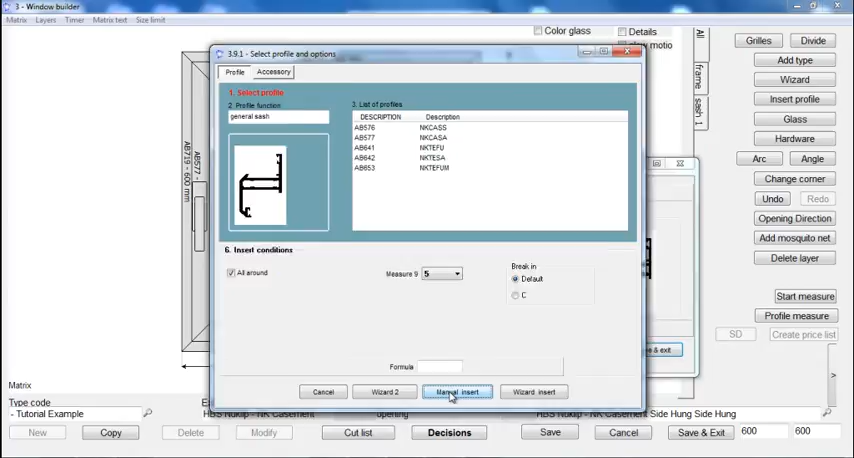 3 - Window builder
Matrix Layers Timer Matrix text Size limit
Color glass Details
motio
All
frame
sash 1
Grilles Divide
Add type
Wizard
Insert profile
Glass
Hardware
Arc Angle
Change corner
Undo Redo
Opening Direction
Add mosquito net
Delete layer
Start measure
Profile measure
SD Create price list
>
3.9.1 - Select profile and options
Profile Accessory
1. Select profile
2. Profile function
general sash
3. List of profiles
DESCRIPTION Description
AB576 NKCASS
AB577 NKCASA
AB641 NKTEFU
AB642 NKTESA
AB653 NKTEFUM
6. Insert conditions
All around
Measure 9 5
Break in
Default
C
Formula
Cancel Wizard 2 Manual insert Wizard insert
AB577 -
AB719 - 600 mm
& exit
Matrix
Type code
- Tutorial Example
HBS Nuklip - NK Casement opening
HBS Nuklip - NK Casement Side Hung Side Hung
New Copy Delete Modify Cut list Decisions Save Cancel Save & Exit 600 600